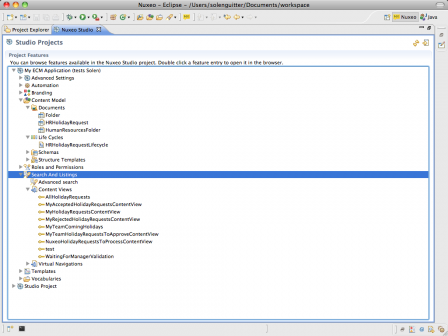 Nuxeo – Eclipse – /Users/solenguitter/Documents/workspace
Nuxeo
Java
Project Explorer
Nuxeo Studio
Studio Projects
Project Features
You can browse features available in the Nuxeo Studio project. Double click a feature entry to open it in the browser.
My ECM Application (tests Solen)
Advanced Settings
Automation
Branding
Content Model
Documents
Folder
HRHolidayRequest
HumanResourcesFolder
Life Cycles
HRHolidayRequestLifecycle
Schemas
Structure Templates
Roles and Permissions
Search And Listings
Advanced search
Content Views
AllHolidayRequests
MyAcceptedHolidayRequestsContentView
MyHolidayRequestsContentView
MyRejectedHolidayRequestsContentView
MyTeamComingHolidays
MyTeamHolidayRequestsToApproveContentView
NuxeoHolidayRequestsToProcessContentView
test
WaitingForManagerValidation
Virtual Navigations
Templates
Vocabularies
Studio Project